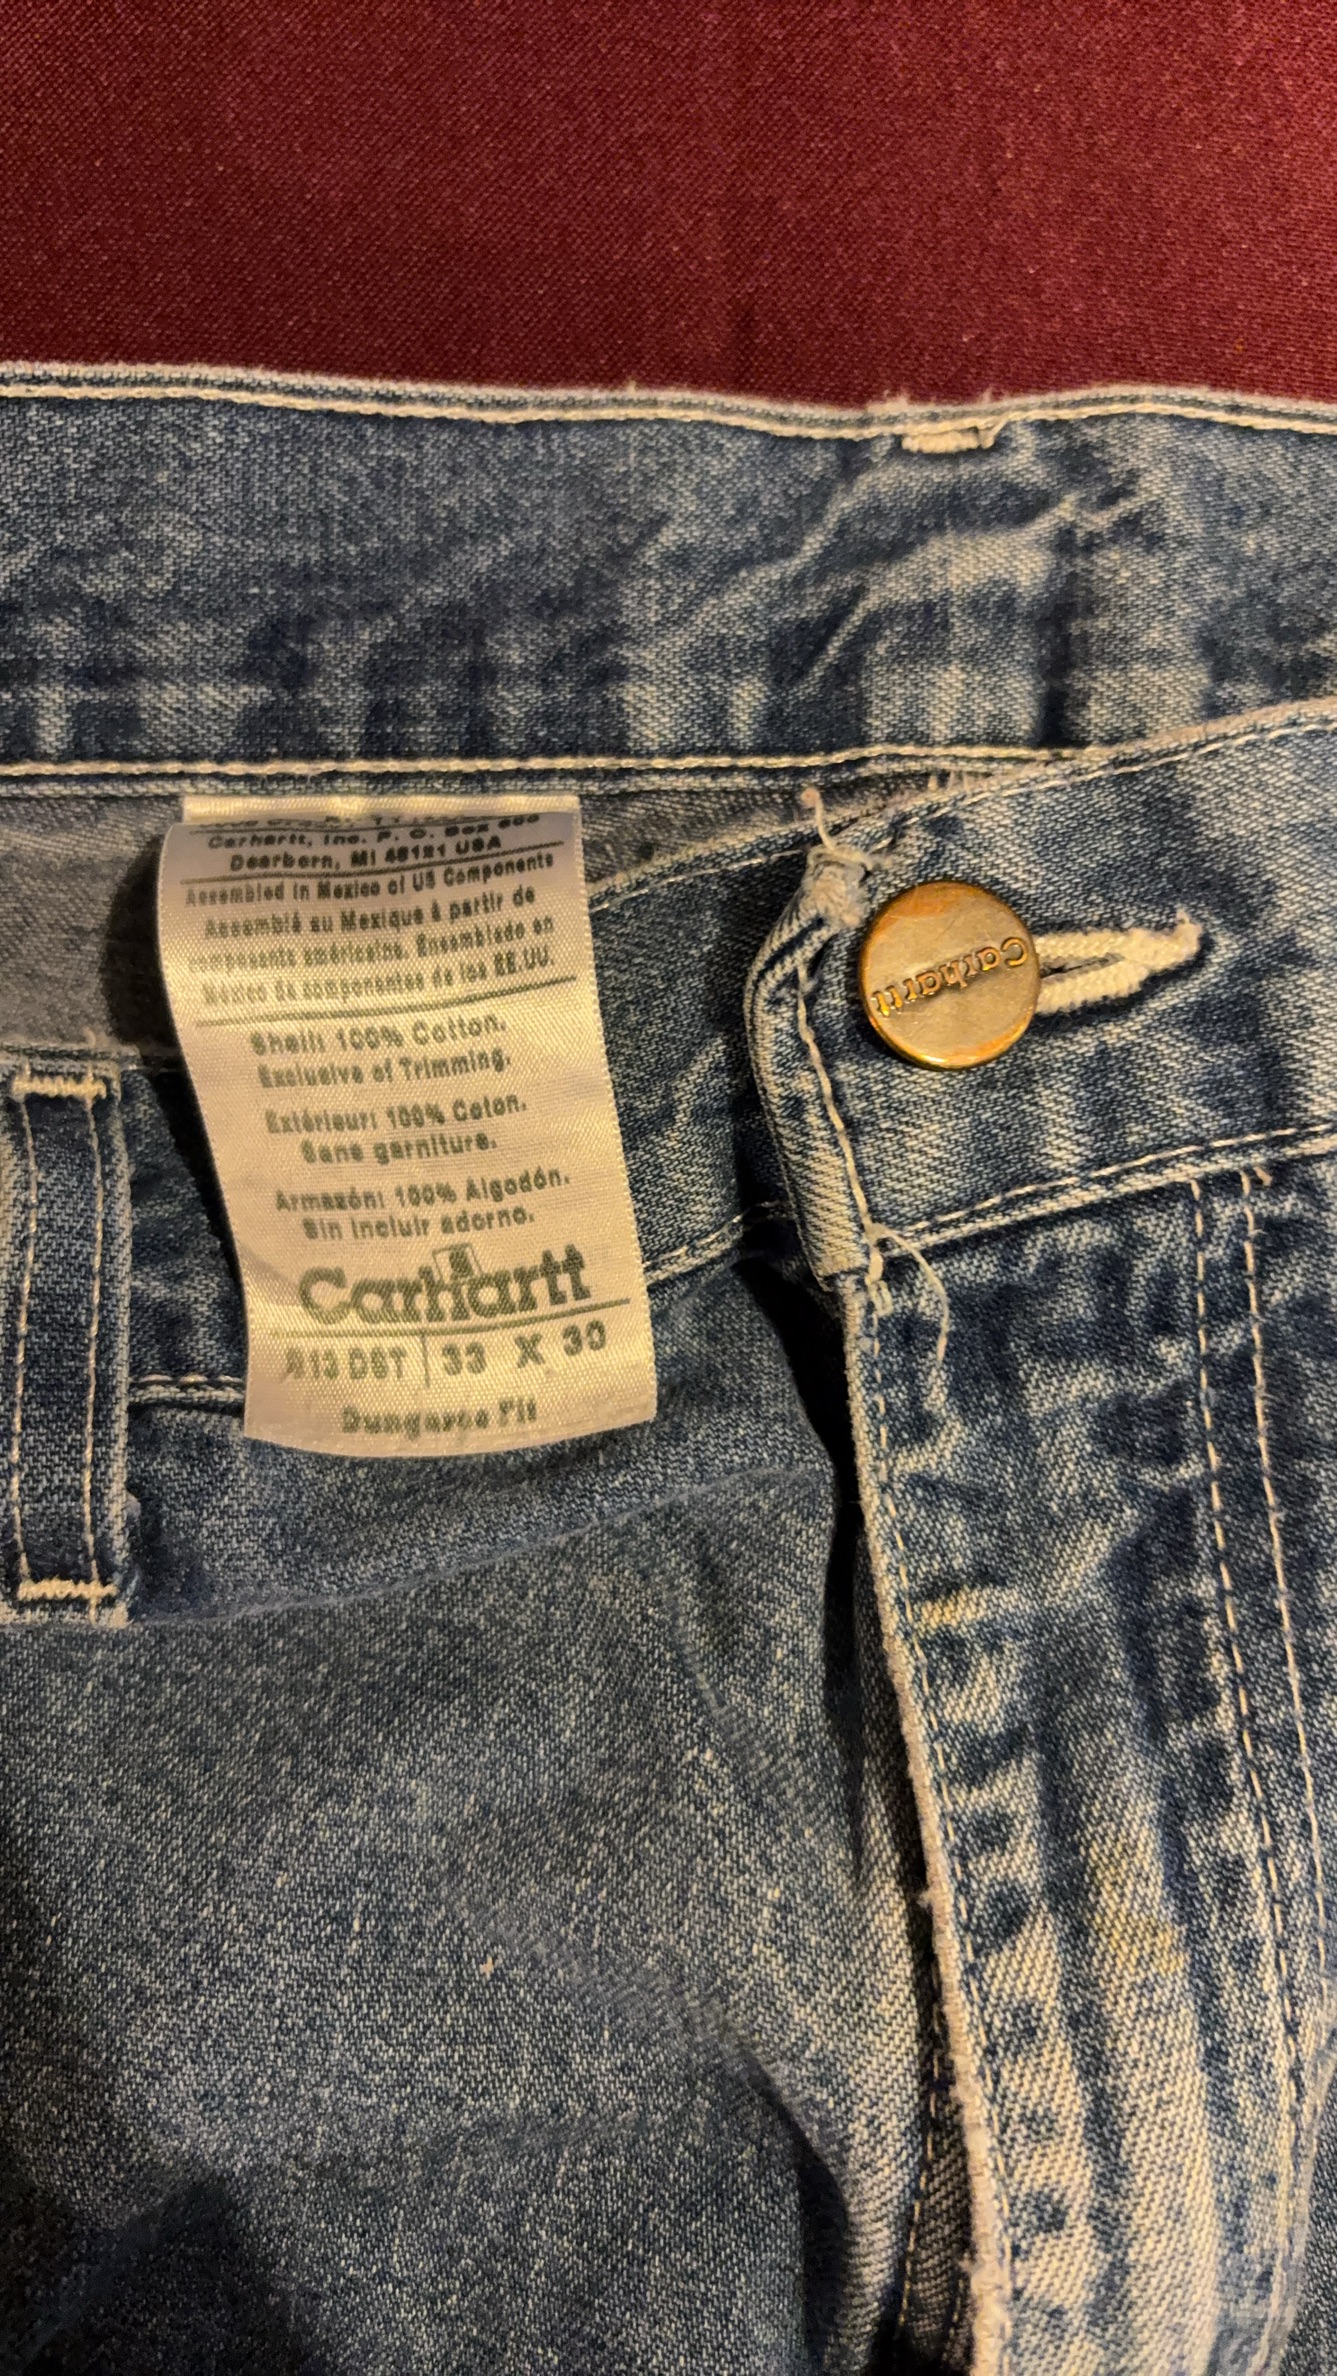 Carhartt, Inc. P. O. Box 600
Dearborn, MI 48121 USA
Assembled in Mexico of US Components
Assemblé au Mexique à partir de
composants américains. Ensamblado en
México de componentes de los EE.UU.
Shell: 100% Cotton.
Exclusive of Trimming.
Extérieur: 100% Coton.
Sans garniture.
Armazón: 100% Algodón.
Sin incluir adorno.
Carhartt
DST 33 X 30
Dungaree Fit
Carhartt